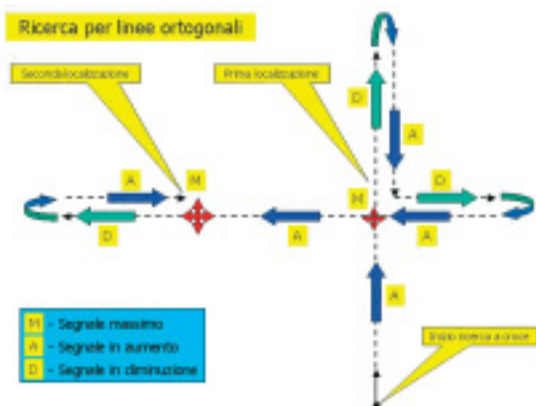 Ricerca per linee ortogonali
Seconda localizzazione
Prima localizzazione
D
A
A
M
M
D
D
A
A
A
Inizio ricerca a croce
M - Segnale massimo
A - Segnale in aumento
D - Segnale in diminuzione